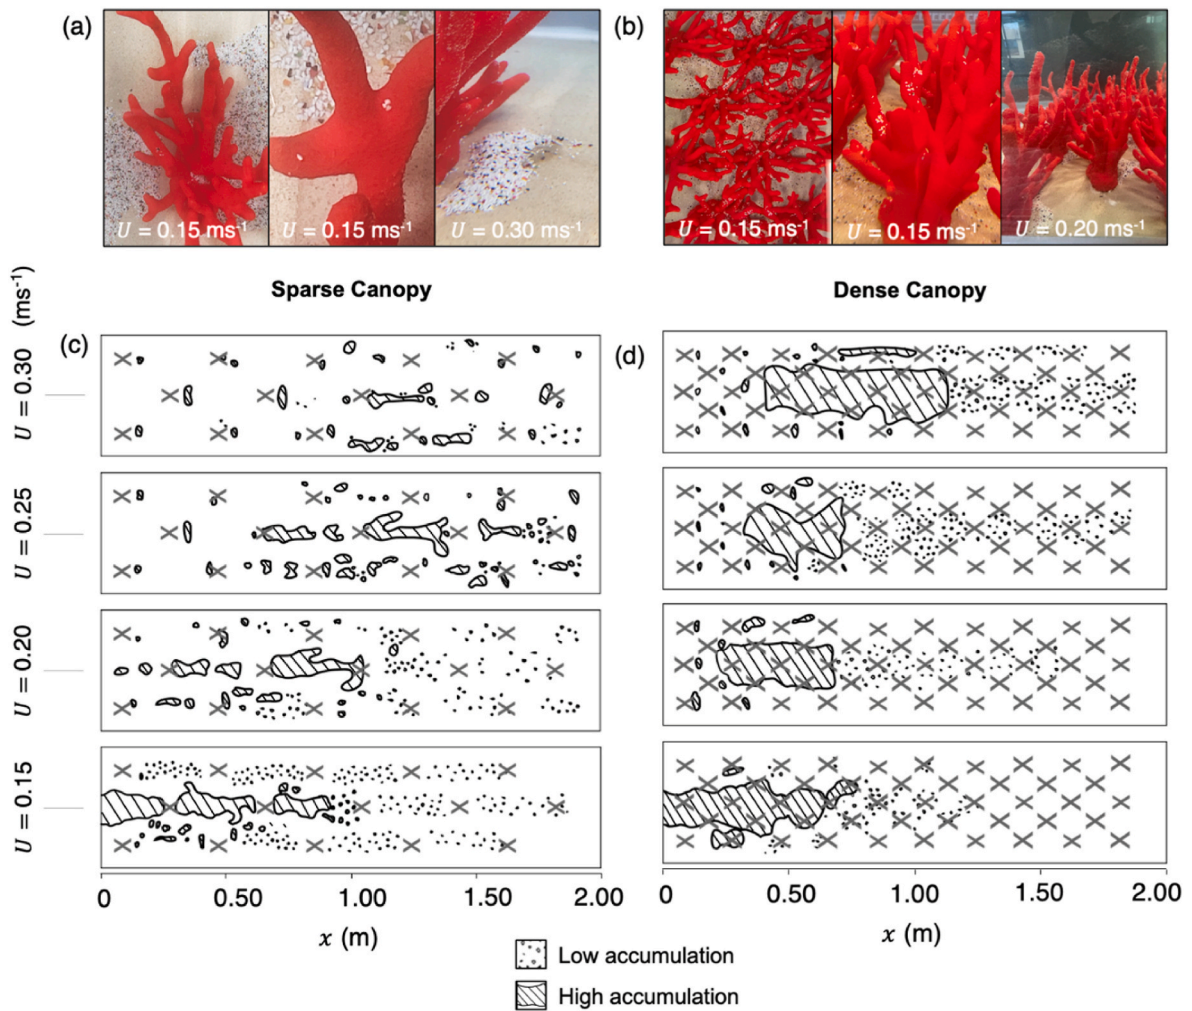 (a)
U = 0.15 ms⁻¹
U = 0.15 ms⁻¹
U = 0.30 ms⁻¹
(b)
U = 0.15 ms⁻¹
U = 0.15 ms⁻¹
U = 0.20 ms⁻¹
Sparse Canopy
Dense Canopy
(ms⁻¹)
(c)
(d)
U = 0.30
U = 0.25
U = 0.20
U = 0.15
0 0.50 1.00 1.50 2.00
x (m)
0 0.50 1.00 1.50 2.00
x (m)
Low accumulation
High accumulation